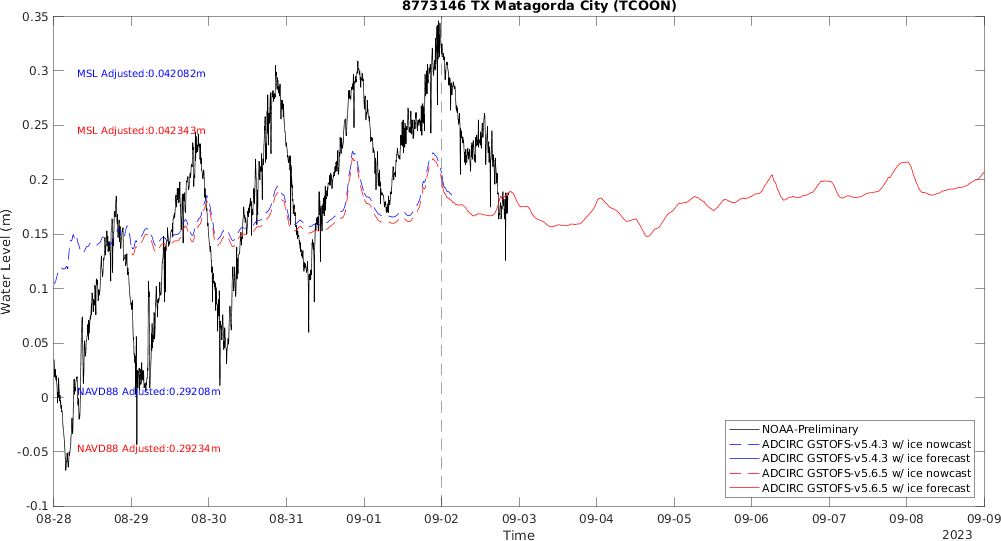 8773146 TX Matagorda City (TCOON)
0.35
0.3
0.25
0.2
0.15
0.1
0.05
0
-0.05
-0.1
Water Level (m)
MSL Adjusted:0.042082m
MSL Adjusted:0.042343m
NAVD88 Adjusted:0.29208m
NAVD88 Adjusted:0.29234m
NOAA-Preliminary
ADCIRC GSTOFS-v5.4.3 w/ ice nowcast
ADCIRC GSTOFS-v5.4.3 w/ ice forecast
ADCIRC GSTOFS-v5.6.5 w/ ice nowcast
ADCIRC GSTOFS-v5.6.5 w/ ice forecast
08-28 08-29 08-30 08-31 09-01 09-02 09-03 09-04 09-05 09-06 09-07 09-08 09-09
Time
2023